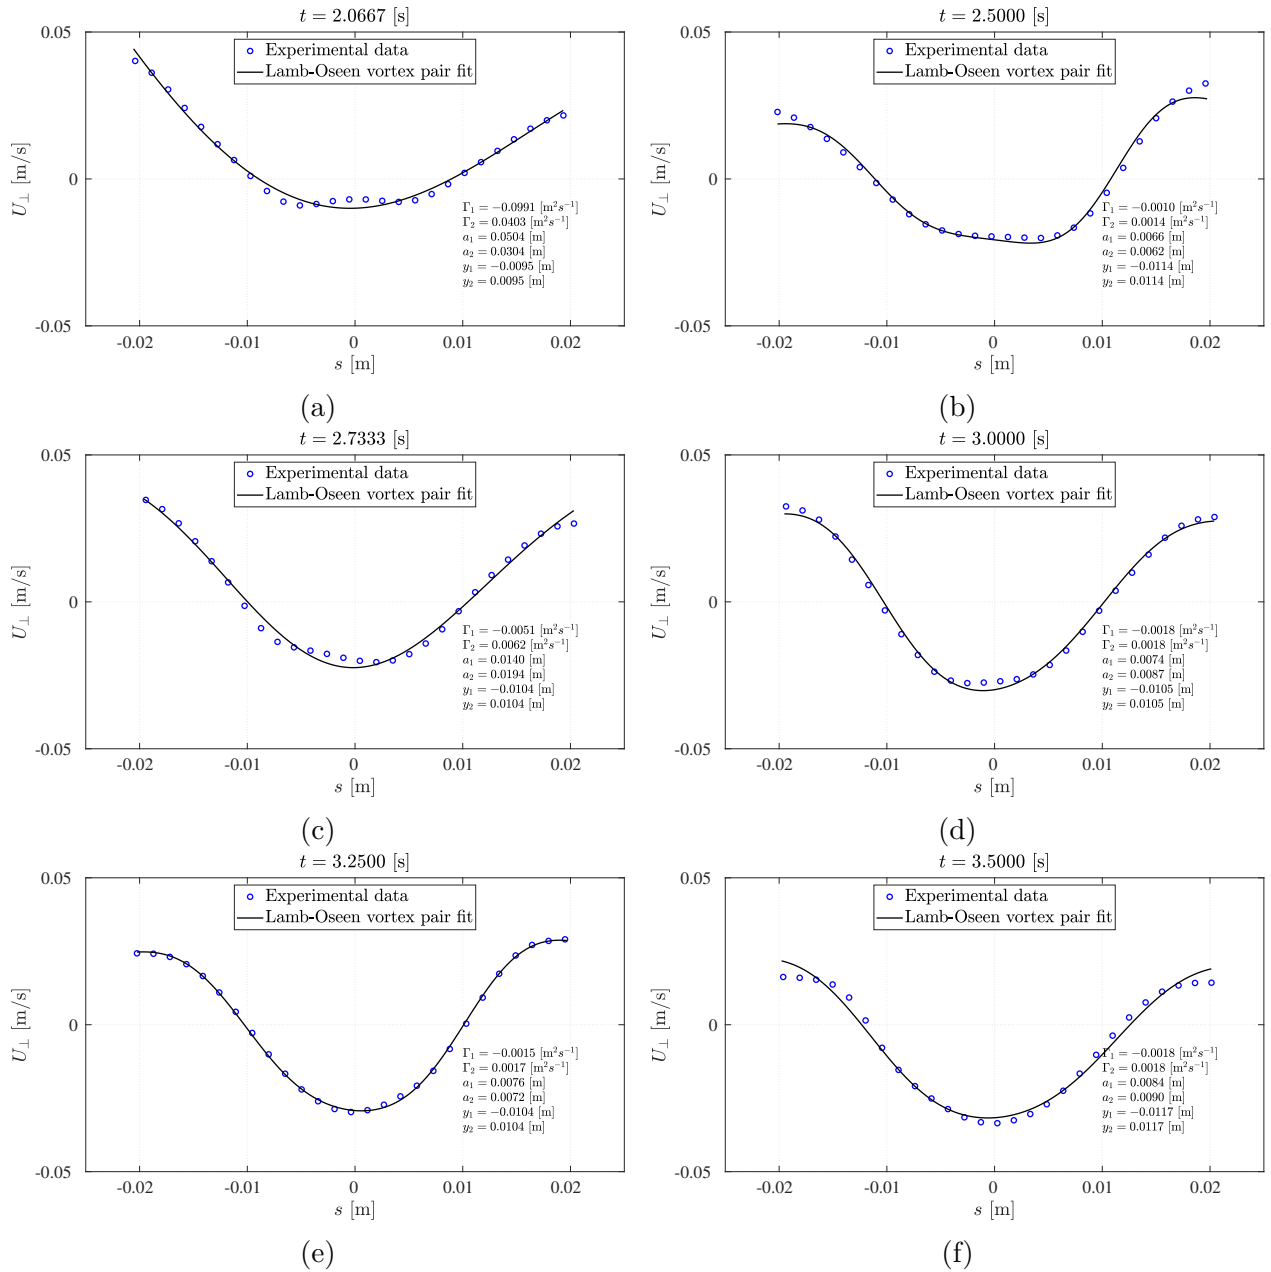 t = 2.0667 [s]
0.05
Experimental data
Lamb-Oseen vortex pair fit
U⊥ [m/s]
0
Γ1 = −0.0991 [m²s⁻¹]
Γ2 = 0.0403 [m²s⁻¹]
a1 = 0.0504 [m]
a2 = 0.0304 [m]
y1 = −0.0095 [m]
y2 = 0.0095 [m]
-0.05
-0.02 -0.01 0 0.01 0.02
s [m]
(a)
t = 2.5000 [s]
0.05
Experimental data
Lamb-Oseen vortex pair fit
U⊥ [m/s]
0
Γ1 = −0.0010 [m²s⁻¹]
Γ2 = 0.0014 [m²s⁻¹]
a1 = 0.0066 [m]
a2 = 0.0062 [m]
y1 = −0.0114 [m]
y2 = 0.0114 [m]
-0.05
-0.02 -0.01 0 0.01 0.02
s [m]
(b)
t = 2.7333 [s]
0.05
Experimental data
Lamb-Oseen vortex pair fit
U⊥ [m/s]
0
Γ1 = −0.0051 [m²s⁻¹]
Γ2 = 0.0062 [m²s⁻¹]
a1 = 0.0140 [m]
a2 = 0.0194 [m]
y1 = −0.0104 [m]
y2 = 0.0104 [m]
-0.05
-0.02 -0.01 0 0.01 0.02
s [m]
(c)
t = 3.0000 [s]
0.05
Experimental data
Lamb-Oseen vortex pair fit
U⊥ [m/s]
0
Γ1 = −0.0018 [m²s⁻¹]
Γ2 = 0.0018 [m²s⁻¹]
a1 = 0.0074 [m]
a2 = 0.0087 [m]
y1 = −0.0105 [m]
y2 = 0.0105 [m]
-0.05
-0.02 -0.01 0 0.01 0.02
s [m]
(d)
t = 3.2500 [s]
0.05
Experimental data
Lamb-Oseen vortex pair fit
U⊥ [m/s]
0
Γ1 = −0.0015 [m²s⁻¹]
Γ2 = 0.0017 [m²s⁻¹]
a1 = 0.0076 [m]
a2 = 0.0072 [m]
y1 = −0.0104 [m]
y2 = 0.0104 [m]
-0.05
-0.02 -0.01 0 0.01 0.02
s [m]
(e)
t = 3.5000 [s]
0.05
Experimental data
Lamb-Oseen vortex pair fit
U⊥ [m/s]
0
Γ1 = −0.0018 [m²s⁻¹]
Γ2 = 0.0018 [m²s⁻¹]
a1 = 0.0084 [m]
a2 = 0.0090 [m]
y1 = −0.0117 [m]
y2 = 0.0117 [m]
-0.05
-0.02 -0.01 0 0.01 0.02
s [m]
(f)